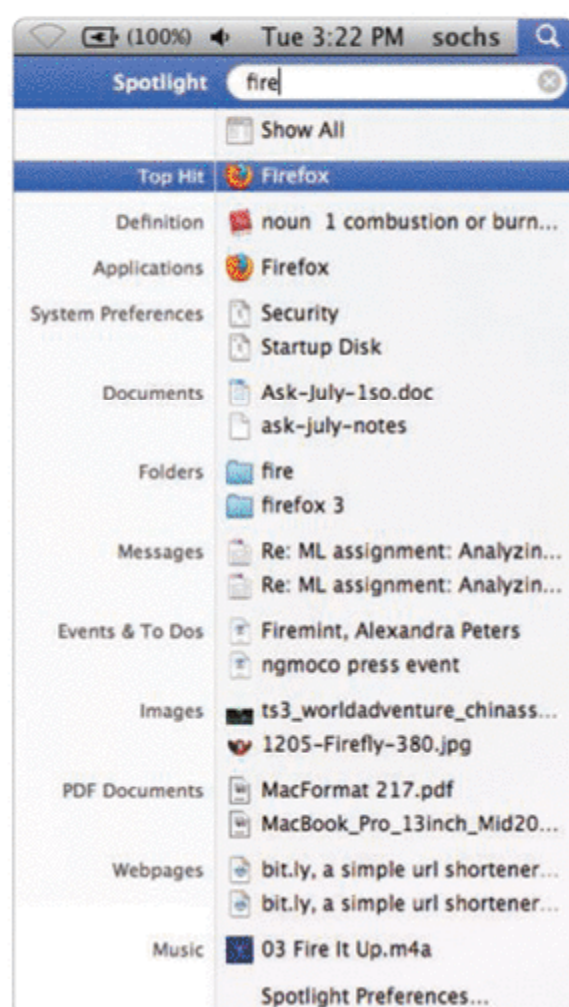 (100%) Tue 3:22 PM sochs
Spotlight fire
Show All
Top Hit Firefox
Definition noun 1 combustion or burn...
Applications Firefox
System Preferences Security
Startup Disk
Documents Ask-July-1so.doc
ask-july-notes
Folders fire
firefox 3
Messages Re: ML assignment: Analyzin...
Re: ML assignment: Analyzin...
Events & To Dos Firemint, Alexandra Peters
ngmoco press event
Images ts3_worldadventure_chinass...
1205-Firefly-380.jpg
PDF Documents MacFormat 217.pdf
MacBook_Pro_13inch_Mid20...
Webpages bit.ly, a simple url shortener...
bit.ly, a simple url shortener...
Music 03 Fire It Up.m4a
Spotlight Preferences...